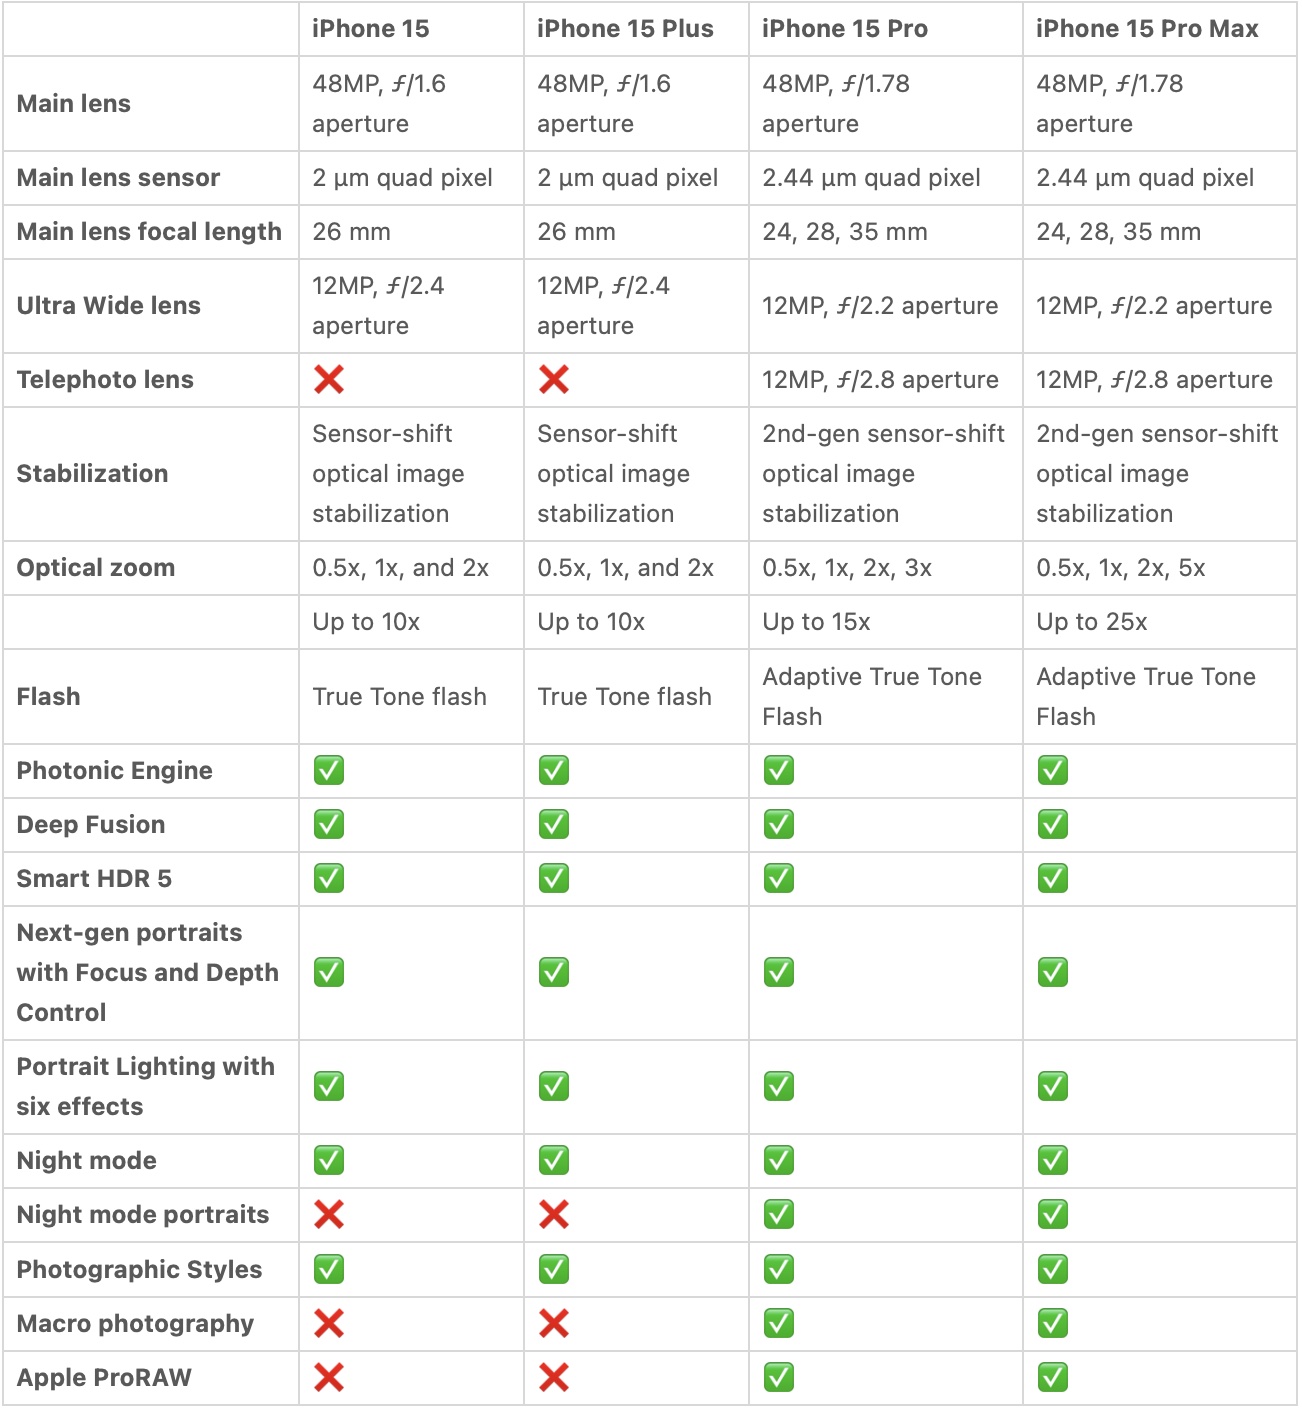 iPhone 15 iPhone 15 Plus iPhone 15 Pro iPhone 15 Pro Max
Main lens
48MP, ƒ/1.6
aperture
48MP, ƒ/1.6
aperture
48MP, ƒ/1.78
aperture
48MP, ƒ/1.78
aperture
Main lens sensor 2 µm quad pixel 2 µm quad pixel 2.44 µm quad pixel 2.44 µm quad pixel
Main lens focal length 26 mm 26 mm 24, 28, 35 mm 24, 28, 35 mm
Ultra Wide lens
12MP, ƒ/2.4
aperture
12MP, ƒ/2.4
aperture
12MP, ƒ/2.2 aperture
12MP, ƒ/2.2 aperture
Telephoto lens ❌ ❌ 12MP, ƒ/2.8 aperture 12MP, ƒ/2.8 aperture
Stabilization
Sensor-shift
optical image
stabilization
Sensor-shift
optical image
stabilization
2nd-gen sensor-shift
optical image
stabilization
2nd-gen sensor-shift
optical image
stabilization
Optical zoom 0.5x, 1x, and 2x 0.5x, 1x, and 2x 0.5x, 1x, 2x, 3x 0.5x, 1x, 2x, 5x
Up to 10x Up to 10x Up to 15x Up to 25x
Flash
True Tone flash
True Tone flash
Adaptive True Tone
Flash
Adaptive True Tone
Flash
Photonic Engine ✅ ✅ ✅ ✅
Deep Fusion ✅ ✅ ✅ ✅
Smart HDR 5 ✅ ✅ ✅ ✅
Next-gen portraits
with Focus and Depth
Control
✅ ✅ ✅ ✅
Portrait Lighting with
six effects
✅ ✅ ✅ ✅
Night mode ✅ ✅ ✅ ✅
Night mode portraits ❌ ❌ ✅ ✅
Photographic Styles ✅ ✅ ✅ ✅
Macro photography ❌ ❌ ✅ ✅
Apple ProRAW ❌ ❌ ✅ ✅